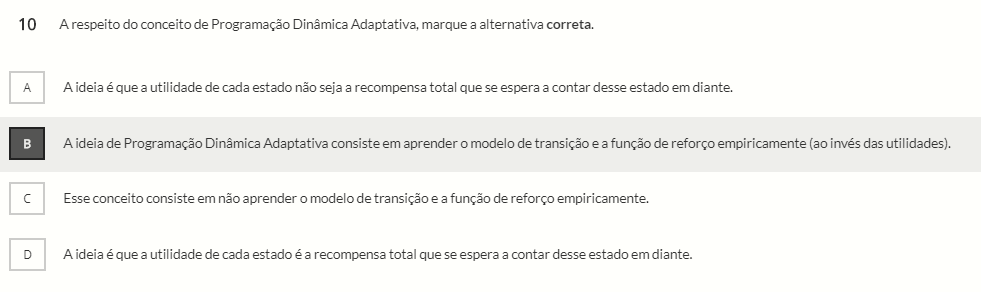 10 A respeito do conceito de Programação Dinâmica Adaptativa, marque a alternativa correta.
A A ideia é que a utilidade de cada estado não seja a recompensa total que se espera a contar desse estado em diante.
B A ideia de Programação Dinâmica Adaptativa consiste em aprender o modelo de transição e a função de reforço empiricamente (ao invés das utilidades).
C Esse conceito consiste em não aprender o modelo de transição e a função de reforço empiricamente.
D A ideia é que a utilidade de cada estado é a recompensa total que se espera a contar desse estado em diante.